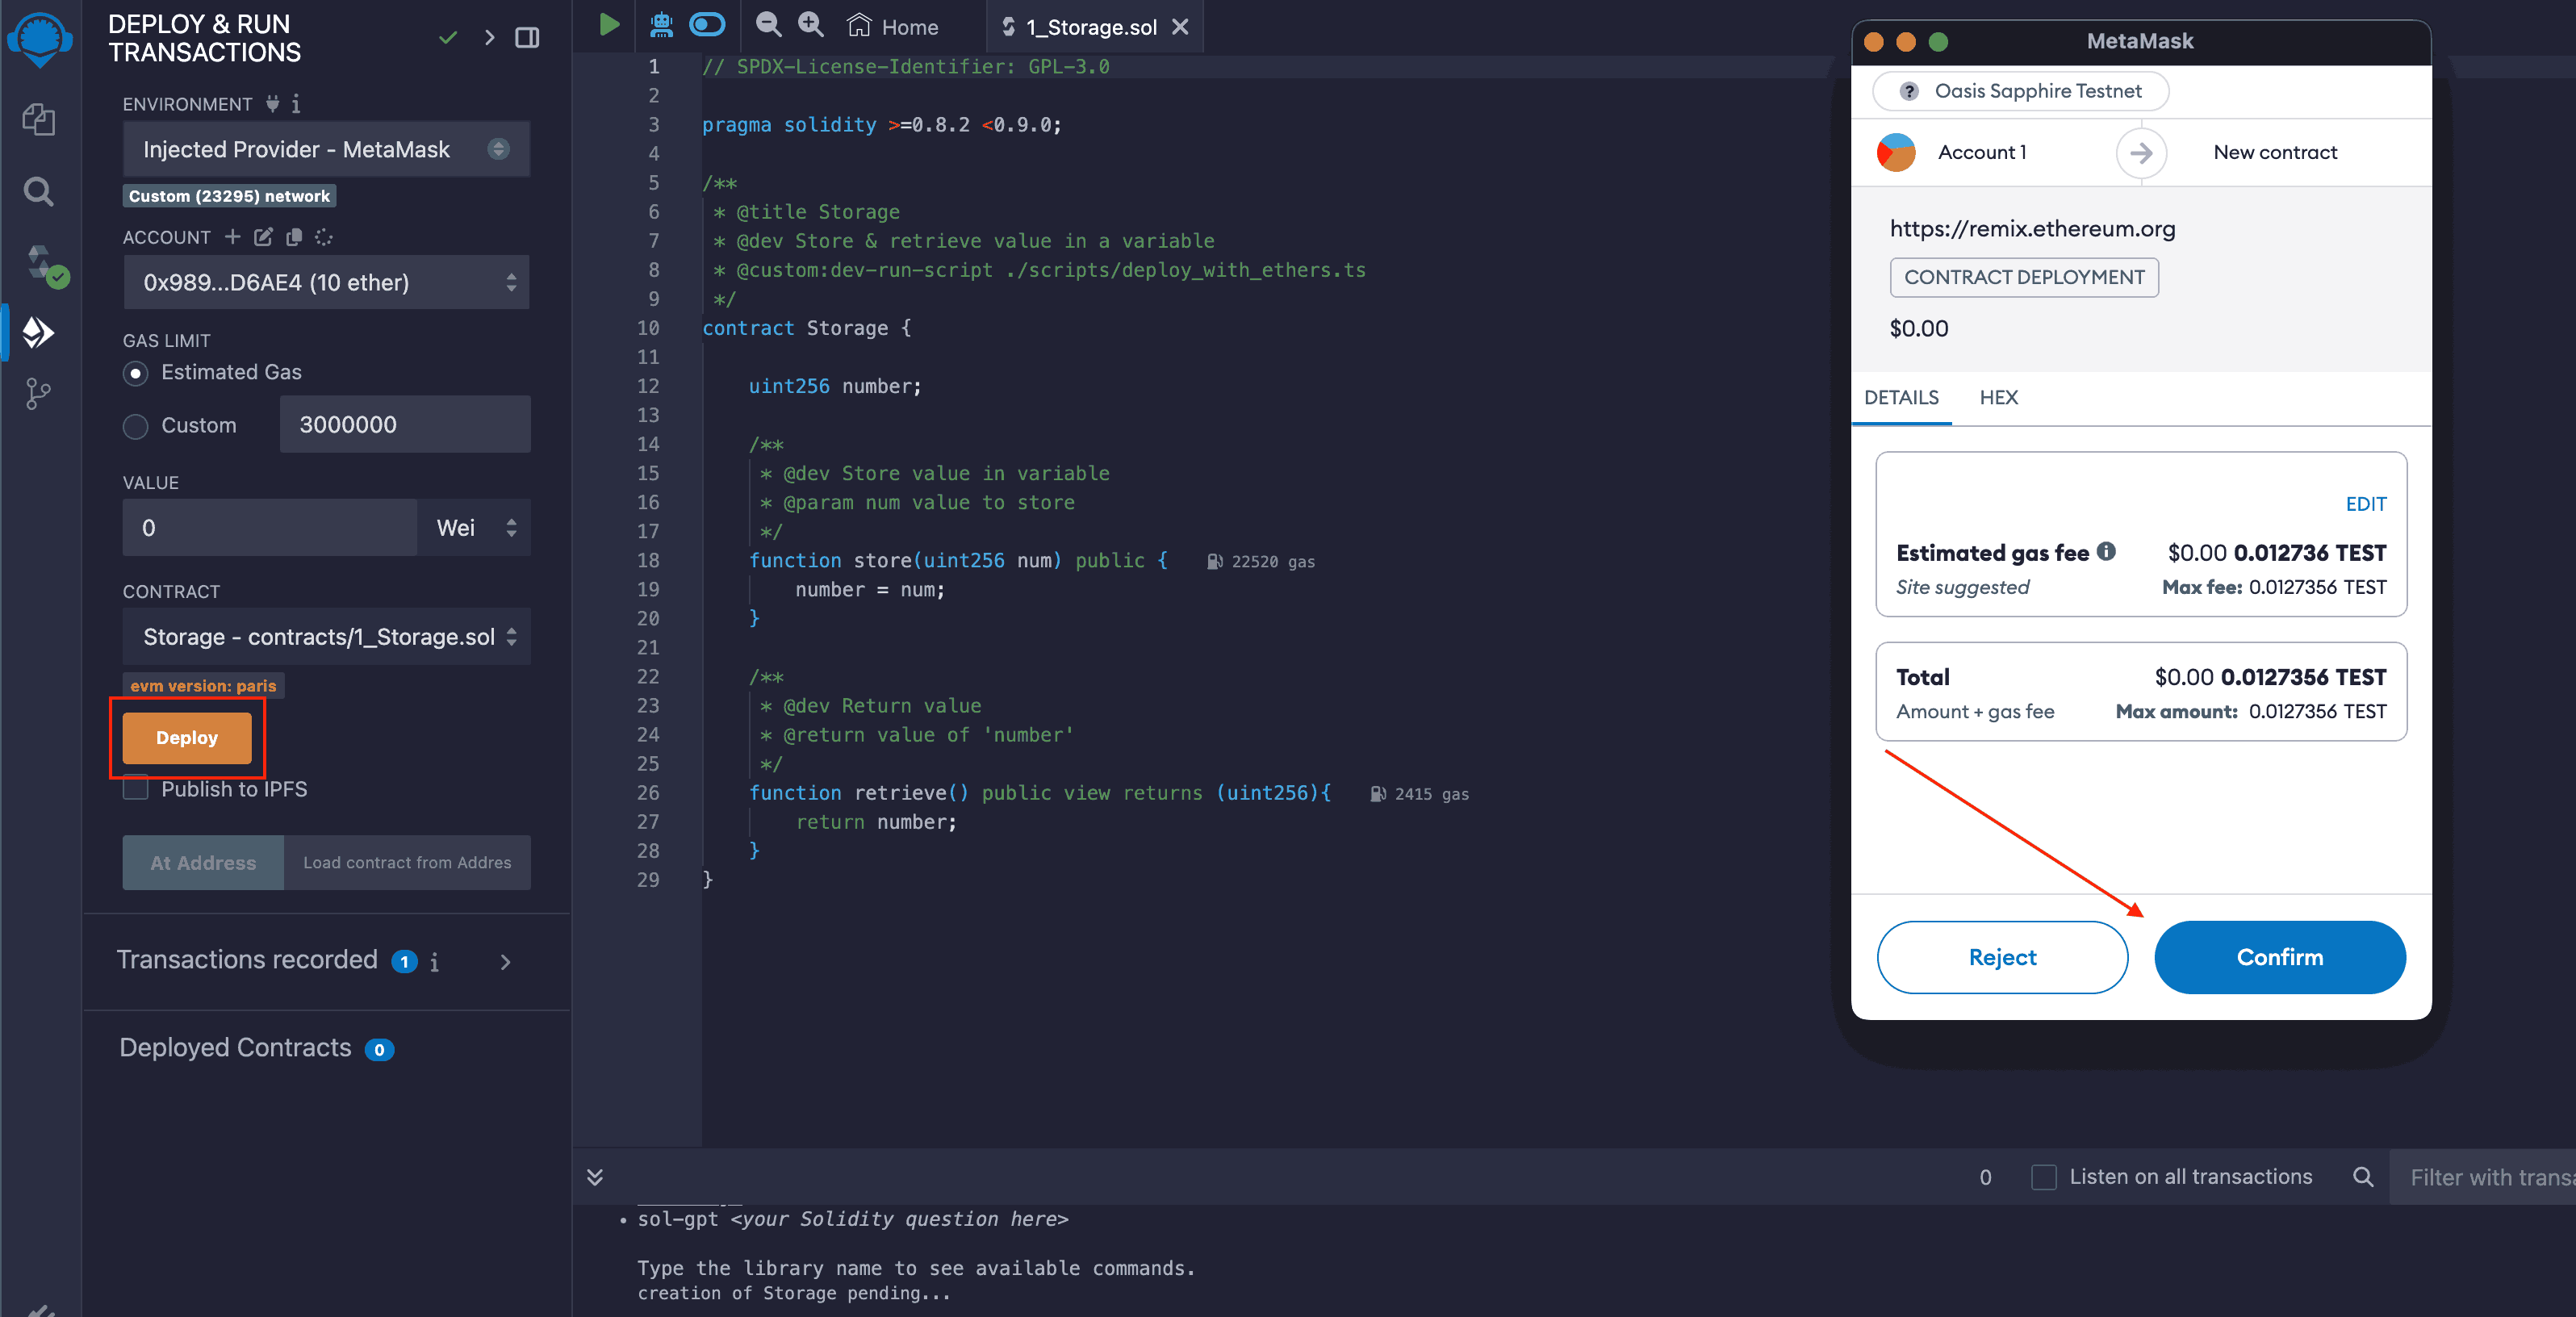 DEPLOY & RUN
TRANSACTIONS
ENVIRONMENT
Injected Provider - MetaMask
Custom (23295) network
ACCOUNT
0x989...D6AE4 (10 ether)
GAS LIMIT
Estimated Gas
Custom
3000000
VALUE
0
Wei
CONTRACT
Storage - contracts/1_Storage.sol
evm version: paris
Deploy
Publish to IPFS
At Address
Load contract from Addres
Transactions recorded 1
Deployed Contracts 0
Home
1_Storage.sol
1 // SPDX-License-Identifier: GPL-3.0
2
3 pragma solidity >=0.8.2 <0.9.0;
4
5 /**
6 * @title Storage
7 * @dev Store & retrieve value in a variable
8 * @custom:dev-run-script ./scripts/deploy_with_ethers.ts
9 */
10 contract Storage {
11
12 uint256 number;
13
14 /**
15 * @dev Store value in variable
16 * @param num value to store
17 */
18 function store(uint256 num) public { 22520 gas
19 number = num;
20 }
21
22 /**
23 * @dev Return value
24 * @return value of 'number'
25 */
26 function retrieve() public view returns (uint256){ 2415 gas
27 return number;
28 }
29 }
0
Listen on all transactions
Filter with transa
• sol-gpt <your Solidity question here>
Type the library name to see available commands.
creation of Storage pending...
MetaMask
? Oasis Sapphire Testnet
Account 1
New contract
https://remix.ethereum.org
CONTRACT DEPLOYMENT
$0.00
DETAILS
HEX
EDIT
Estimated gas fee $0.00 0.012736 TEST
Site suggested Max fee: 0.0127356 TEST
Total $0.00 0.0127356 TEST
Amount + gas fee Max amount: 0.0127356 TEST
Reject
Confirm